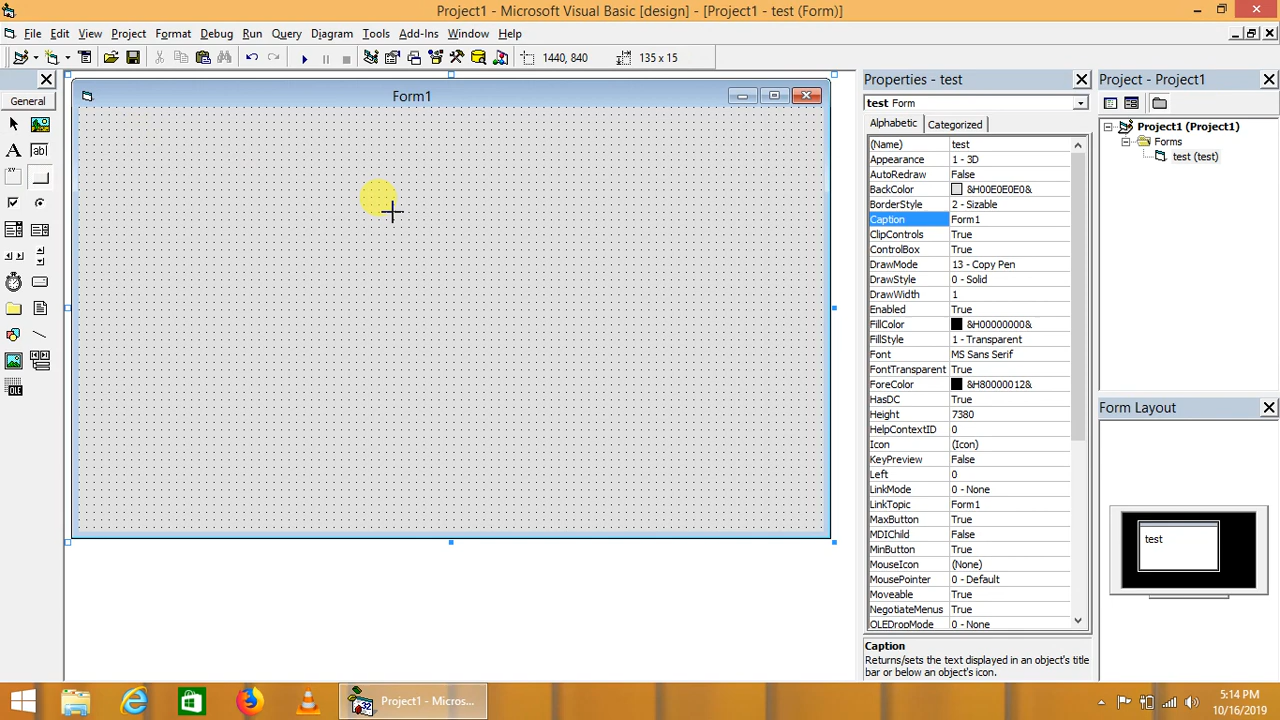 Project1 - Microsoft Visual Basic [design] - [Project1 - test (Form)]
File Edit View Project Format Debug Run Query Diagram Tools Add-Ins Window Help
1440, 840
135 x 15
General
A
ab
xy
OLE
Form1
Properties - test
test Form
Alphabetic Categorized
(Name) test
Appearance 1 - 3D
AutoRedraw False
BackColor &H00E0E0E0&
BorderStyle 2 - Sizable
Caption Form1
ClipControls True
ControlBox True
DrawMode 13 - Copy Pen
DrawStyle 0 - Solid
DrawWidth 1
Enabled True
FillColor &H00000000&
FillStyle 1 - Transparent
Font MS Sans Serif
FontTransparent True
ForeColor &H80000012&
HasDC True
Height 7380
HelpContextID 0
Icon (Icon)
KeyPreview False
Left 0
LinkMode 0 - None
LinkTopic Form1
MaxButton True
MDIChild False
MinButton True
MouseIcon (None)
MousePointer 0 - Default
Moveable True
NegotiateMenus True
OLEDropMode 0 - None
Caption
Returns/sets the text displayed in an object's title
bar or below an object's icon.
Project - Project1
Project1 (Project1)
Forms
test (test)
Form Layout
test
Project1 - Micros...
5:14 PM
10/16/2019